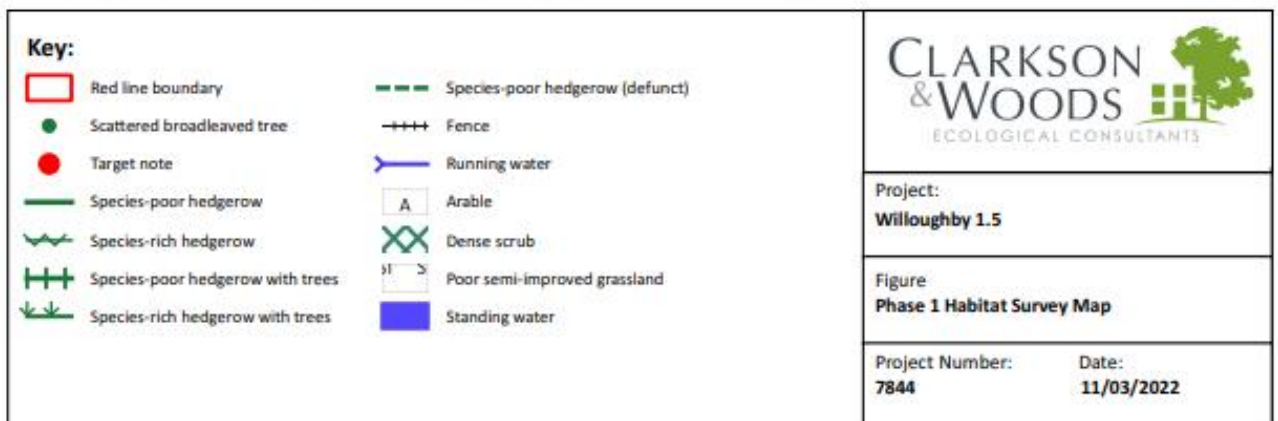 Key:
Red line boundary
Scattered broadleaved tree
Target note
Species-poor hedgerow
Species-rich hedgerow
Species-poor hedgerow with trees
Species-rich hedgerow with trees
Species-poor hedgerow (defunct)
Fence
Running water
A Arable
Dense scrub
Poor semi-improved grassland
Standing water
CLARKSON
& WOODS
ECOLOGICAL CONSULTANTS
Project:
Willoughby 1.5
Figure
Phase 1 Habitat Survey Map
Project Number: Date:
7844 11/03/2022